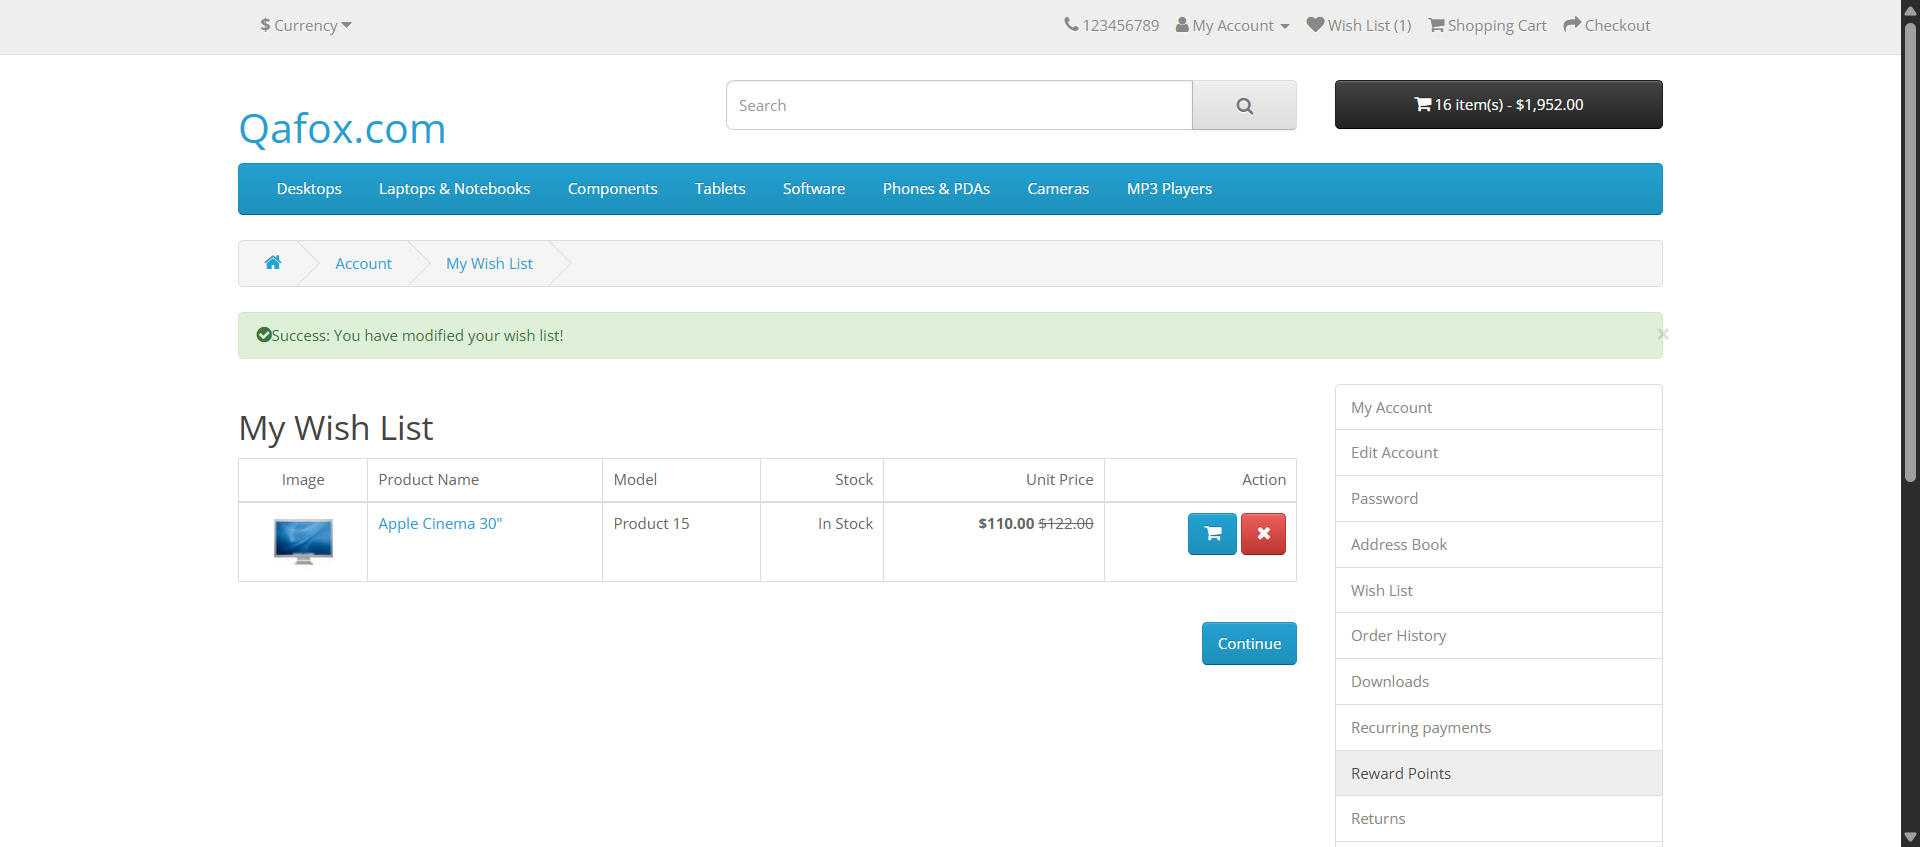 $ Currency
123456789 My Account Wish List (1) Shopping Cart Checkout
Qafox.com
Search
16 item(s) - $1,952.00
Desktops Laptops & Notebooks Components Tablets Software Phones & PDAs Cameras MP3 Players
Account My Wish List
Success: You have modified your wish list!
×
My Wish List
Image Product Name Model Stock Unit Price Action
Apple Cinema 30" Product 15 In Stock $110.00 $122.00
Continue
My Account
Edit Account
Password
Address Book
Wish List
Order History
Downloads
Recurring payments
Reward Points
Returns